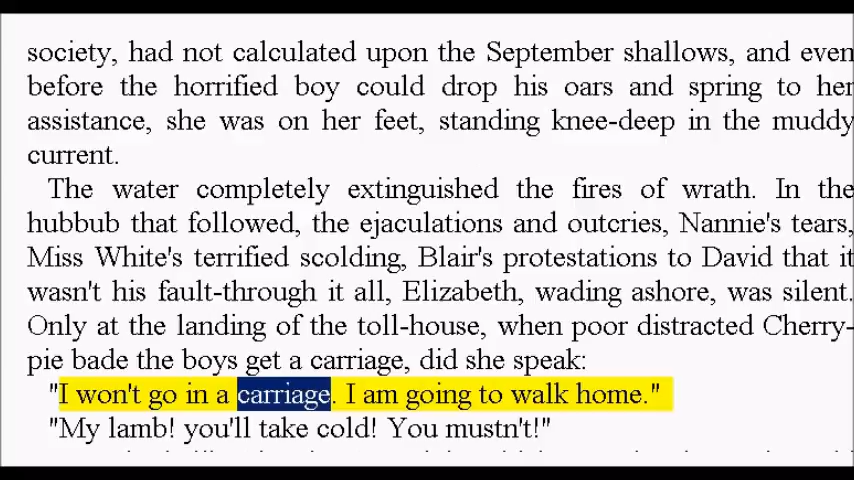 society, had not calculated upon the September shallows, and even
before the horrified boy could drop his oars and spring to her
assistance, she was on her feet, standing knee-deep in the muddy
current.
The water completely extinguished the fires of wrath. In the
hubbub that followed, the ejaculations and outcries, Nannie's tears,
Miss White's terrified scolding, Blair's protestations to David that it
wasn't his fault-through it all, Elizabeth, wading ashore, was silent.
Only at the landing of the toll-house, when poor distracted Cherry-
pie bade the boys get a carriage, did she speak:
"I won't go in a carriage. I am going to walk home."
"My lamb! you'll take cold! You mustn't!"